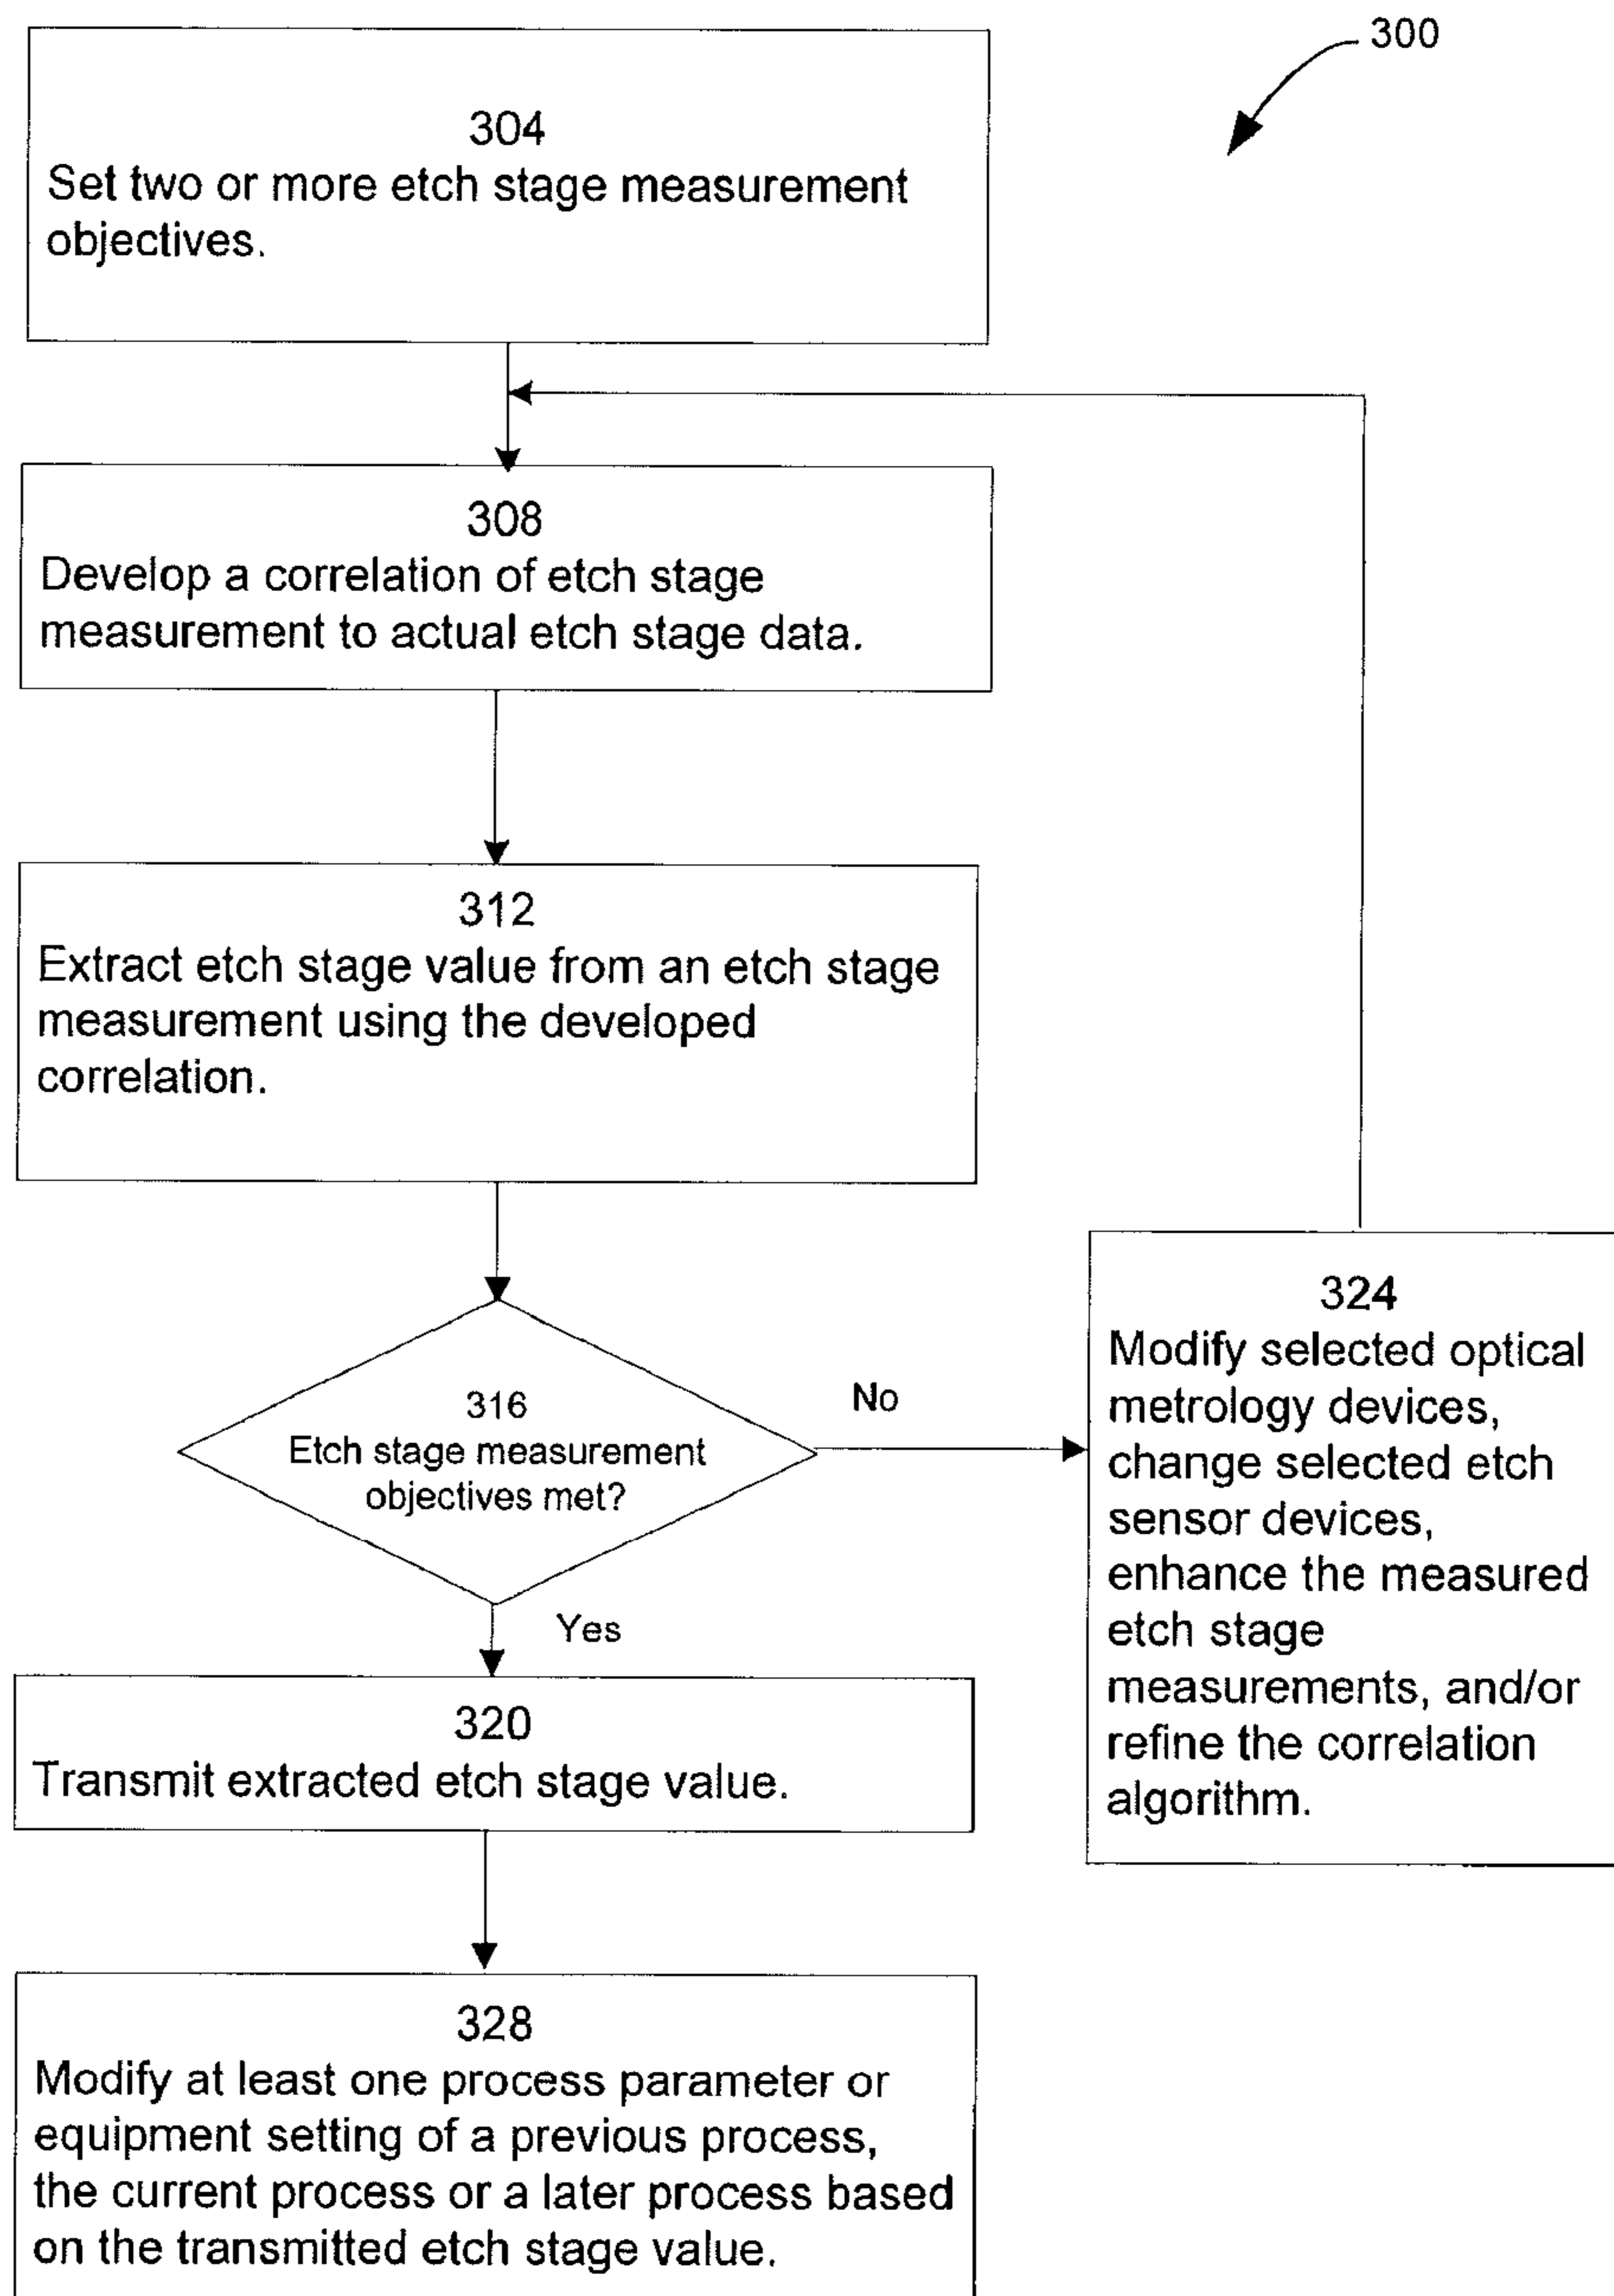 300
304
Set two or more etch stage measurement
objectives.
308
Develop a correlation of etch stage
measurement to actual etch stage data.
312
Extract etch stage value from an etch stage
measurement using the developed
correlation.
316
Etch stage measurement
objectives met?
No
Yes
324
Modify selected optical
metrology devices,
change selected etch
sensor devices,
enhance the measured
etch stage
measurements, and/or
refine the correlation
algorithm.
320
Transmit extracted etch stage value.
328
Modify at least one process parameter or
equipment setting of a previous process,
the current process or a later process based
on the transmitted etch stage value.